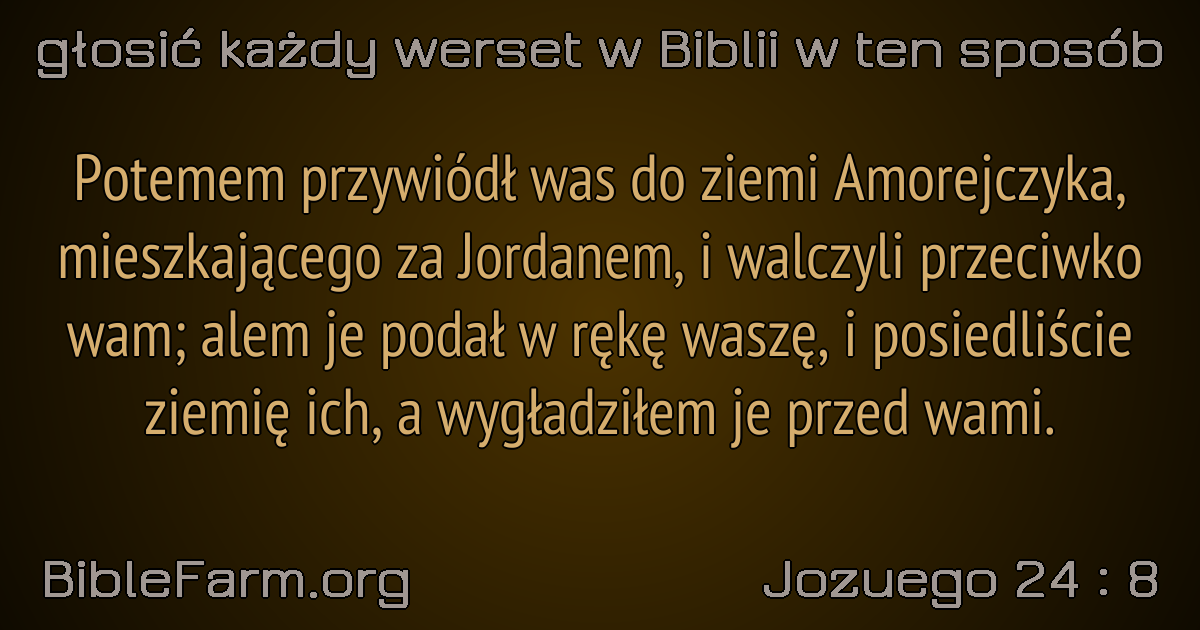 głosić każdy werset w Biblii w ten sposób
Potemem przywiódł was do ziemi Amorejczyka,
mieszkającego za Jordanem, i walczyli przeciwko
wam; alem je podał w rękę waszę, i posiedliście
ziemię ich, a wygładziłem je przed wami.
BibleFarm.org
Jozuego 24 : 8